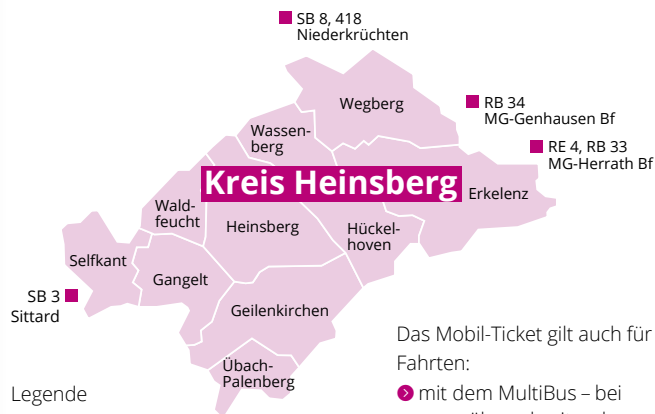 SB 8, 418
Niederkrüchten
Wegberg
RB 34
MG-Genhausen Bf
Wassen-
berg
RE 4, RB 33
MG-Herrath Bf
Kreis Heinsberg
Erkelenz
Wald-
feucht
Heinsberg
Hückel-
hoven
Selfkant
Gangelt
SB 3
Sittard
Geilenkirchen
Übach-
Palenberg
Legende
Das Mobil-Ticket gilt auch für
Fahrten:
mit dem MultiBus – bei